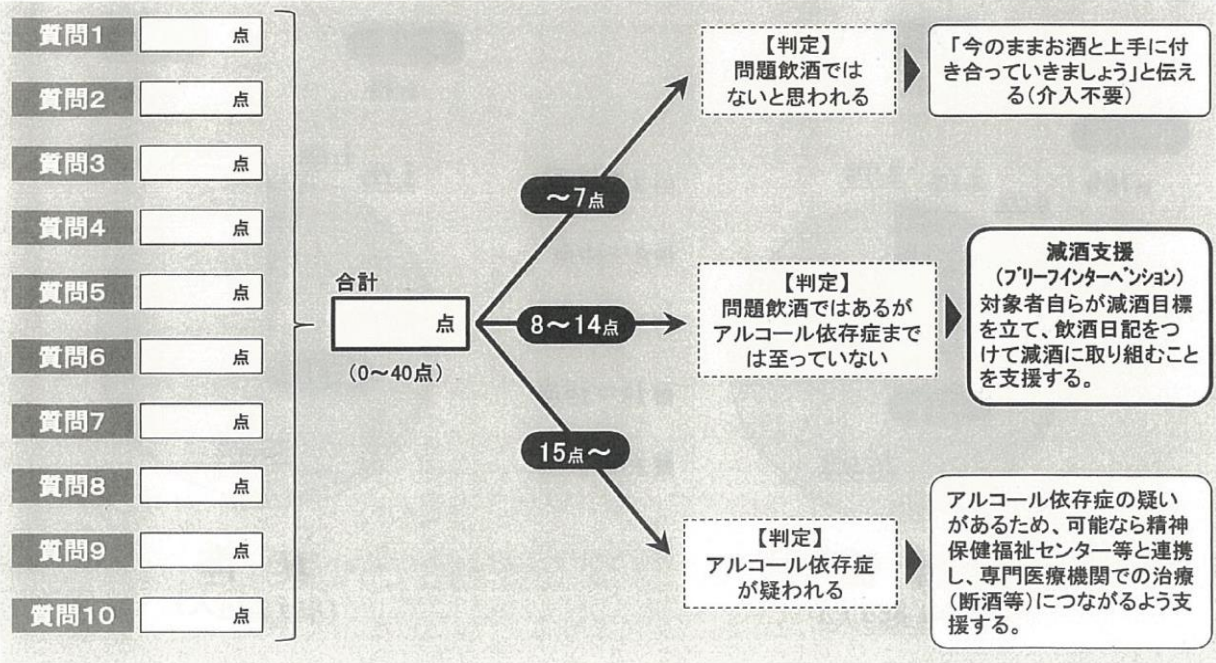 質問1 点
質問2 点
質問3 点
質問4 点
質問5 点
質問6 点
質問7 点
質問8 点
質問9 点
質問10 点
合計
点
(0～40点)
～7点
【判定】
問題飲酒では
ないと思われる
「今のままお酒と上手に付
き合っていきましょう」と伝え
る(介入不要)
8～14点
【判定】
問題飲酒ではあるが
アルコール依存症まで
は至っていない
減酒支援
(ブリーフインターベンション)
対象者自らが減酒目標
を立て、飲酒日記をつ
けて減酒に取り組むこと
を支援する。
15点～
【判定】
アルコール依存症
が疑われる
アルコール依存症の疑い
があるため、可能なら精神
保健福祉センター等と連携
し、専門医療機関での治療
(断酒等)につながるよう支
援する。